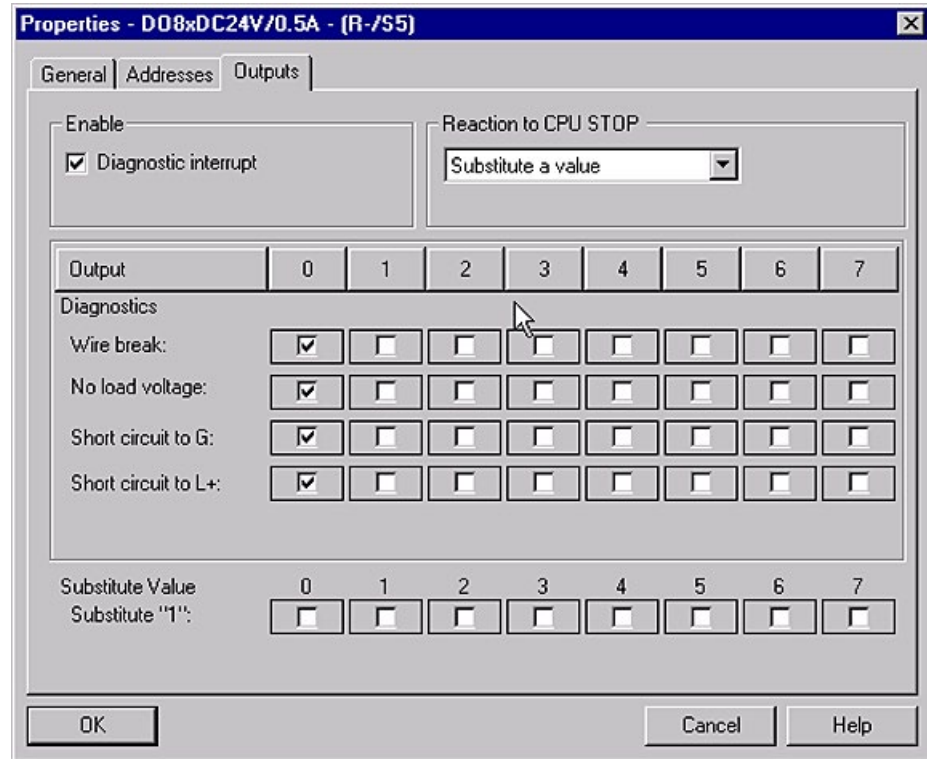 Properties - DO8xDC24V/0.5A - (R-/S5)
General Addresses Outputs
Enable
Diagnostic interrupt
Reaction to CPU STOP
Substitute a value
Output 0 1 2 3 4 5 6 7
Diagnostics
Wire break:
No load voltage:
Short circuit to G:
Short circuit to L+:
Substitute Value 0 1 2 3 4 5 6 7
Substitute "1":
OK Cancel Help